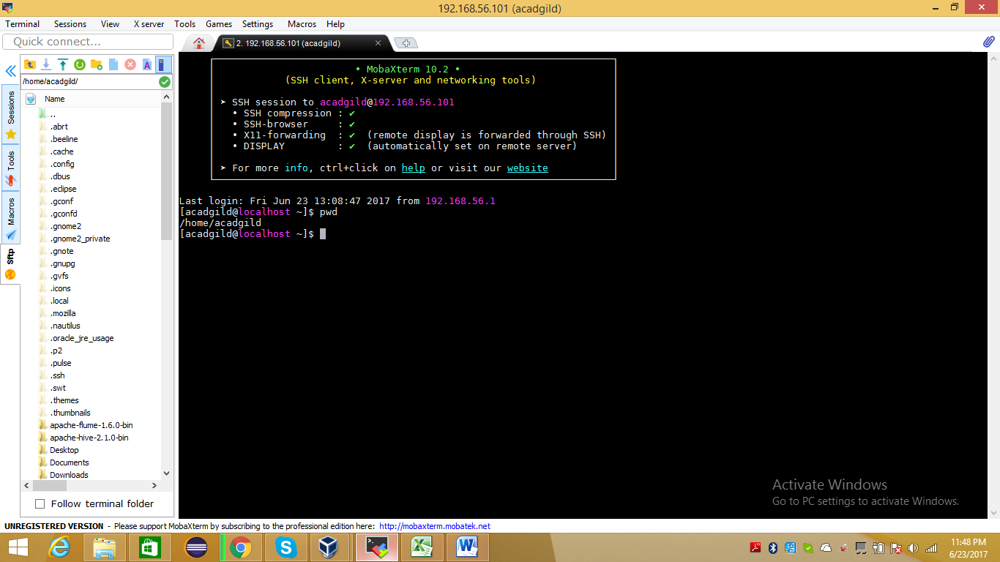 192.168.56.101 (acadgild)
Terminal Sessions View X server Tools Games Settings Macros Help
Quick connect...
2. 192.168.56.101 (acadgild)
/home/acadgild/
Name
..
.abrt
.beeline
.cache
.config
.dbus
.eclipse
.gconf
.gconfd
.gnome2
.gnome2_private
.gnote
.gnupg
.gvfs
.icons
.local
.mozilla
.nautilus
.oracle_jre_usage
.p2
.pulse
.ssh
.swt
.themes
.thumbnails
apache-flume-1.6.0-bin
apache-hive-2.1.0-bin
Desktop
Documents
Downloads
Follow terminal folder
Sessions
Tools
Macros
Sftp
• MobaXterm 10.2 •
(SSH client, X-server and networking tools)
➤ SSH session to acadgild@192.168.56.101
• SSH compression : ✔
• SSH-browser : ✔
• X11-forwarding : ✔ (remote display is forwarded through SSH)
• DISPLAY : ✔ (automatically set on remote server)
➤ For more info, ctrl+click on help or visit our website
Last login: Fri Jun 23 13:08:47 2017 from 192.168.56.1
[acadgild@localhost ~]$ pwd
/home/acadgild
[acadgild@localhost ~]$
Activate Windows
Go to PC settings to activate Windows.
UNREGISTERED VERSION - Please support MobaXterm by subscribing to the professional edition here: http://mobaxterm.mobatek.net
11:48 PM
6/23/2017